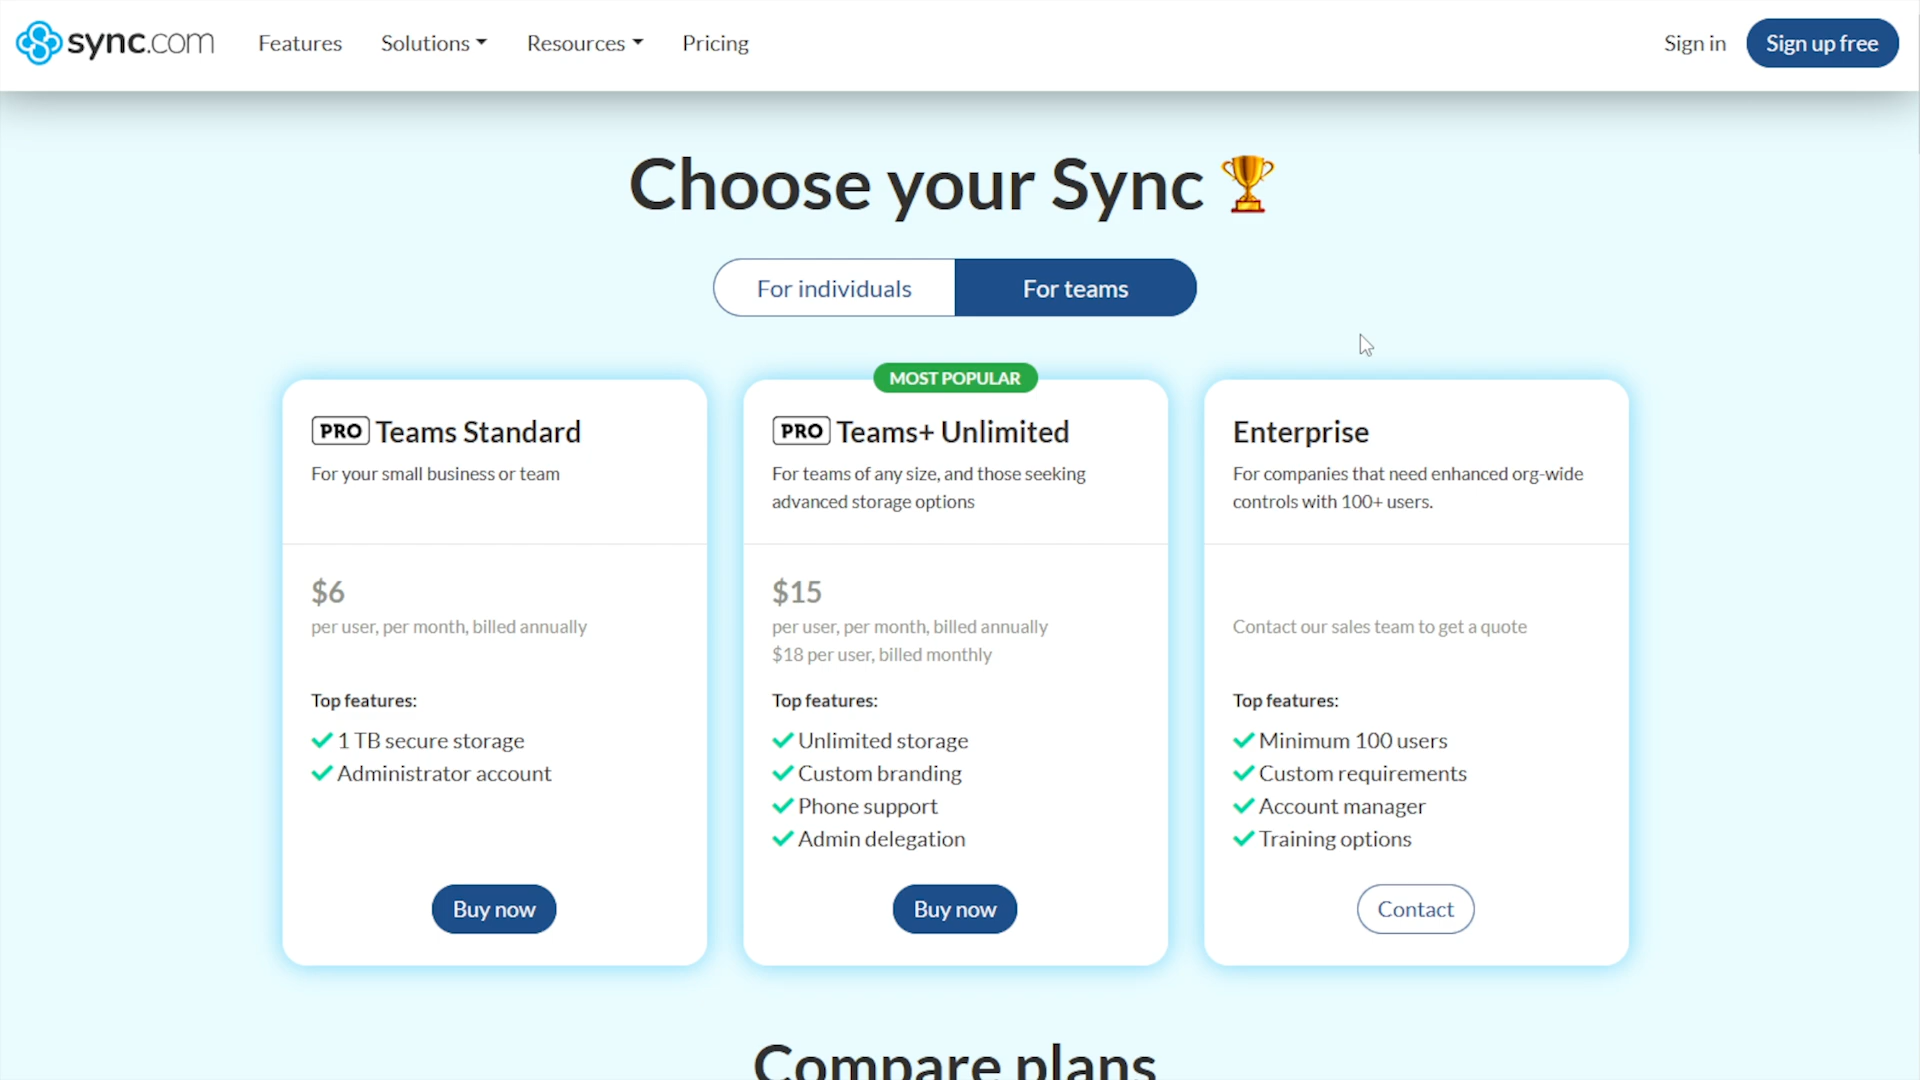 sync.com
Features
Solutions
Resources
Pricing
Sign in
Sign up free
Choose your Sync
For individuals
For teams
MOST POPULAR
PRO Teams Standard
For your small business or team
$6
per user, per month, billed annually
Top features:
1 TB secure storage
Administrator account
Buy now
PRO Teams+ Unlimited
For teams of any size, and those seeking
advanced storage options
$15
per user, per month, billed annually
$18 per user, billed monthly
Top features:
Unlimited storage
Custom branding
Phone support
Admin delegation
Buy now
Enterprise
For companies that need enhanced org-wide
controls with 100+ users.
Contact our sales team to get a quote
Top features:
Minimum 100 users
Custom requirements
Account manager
Training options
Contact
Compare plans